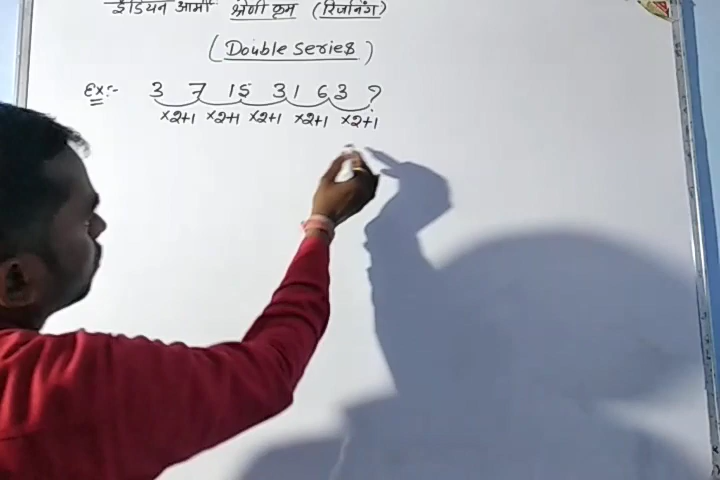 इंडियन आर्मी श्रेणी क्रम (रिजनिंग)
(Double Series)
Ex:- 3 7 15 31 63 ?
×2+1 ×2+1 ×2+1 ×2+1 ×2+1